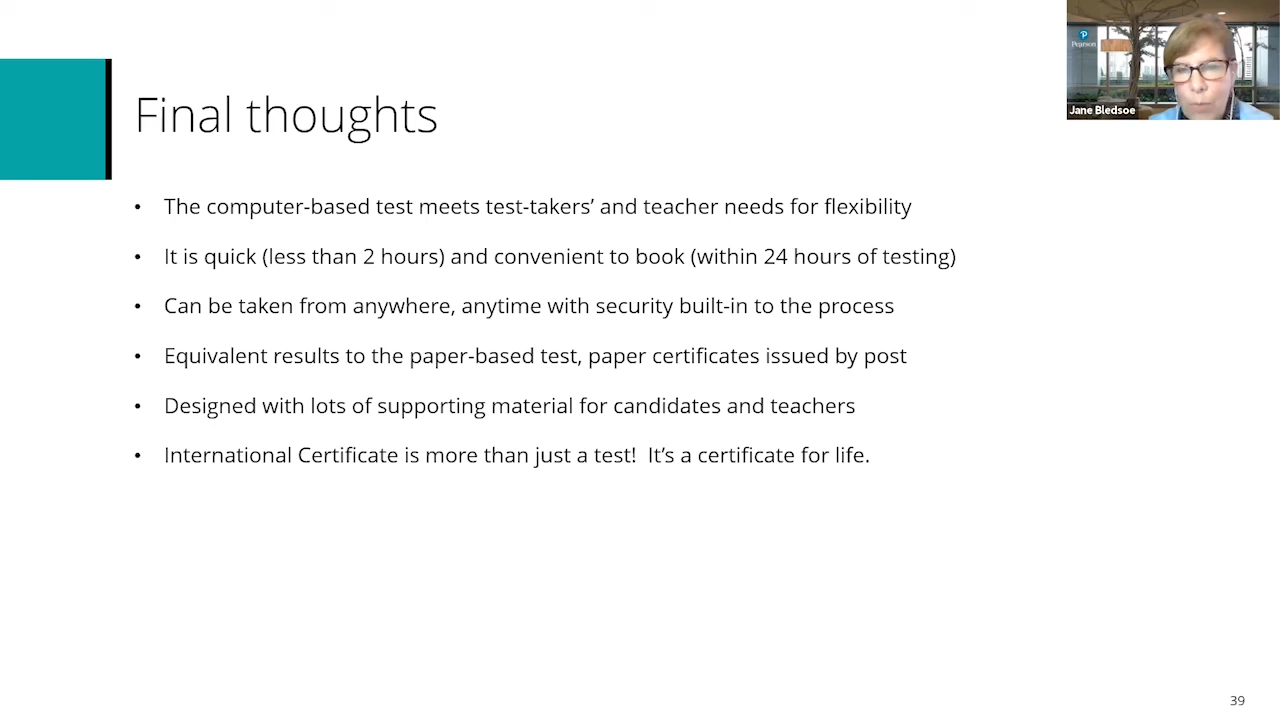 Pearson
Jane Bledsoe
Final thoughts
• The computer-based test meets test-takers’ and teacher needs for flexibility
• It is quick (less than 2 hours) and convenient to book (within 24 hours of testing)
• Can be taken from anywhere, anytime with security built-in to the process
• Equivalent results to the paper-based test, paper certificates issued by post
• Designed with lots of supporting material for candidates and teachers
• International Certificate is more than just a test!  It’s a certificate for life.
39